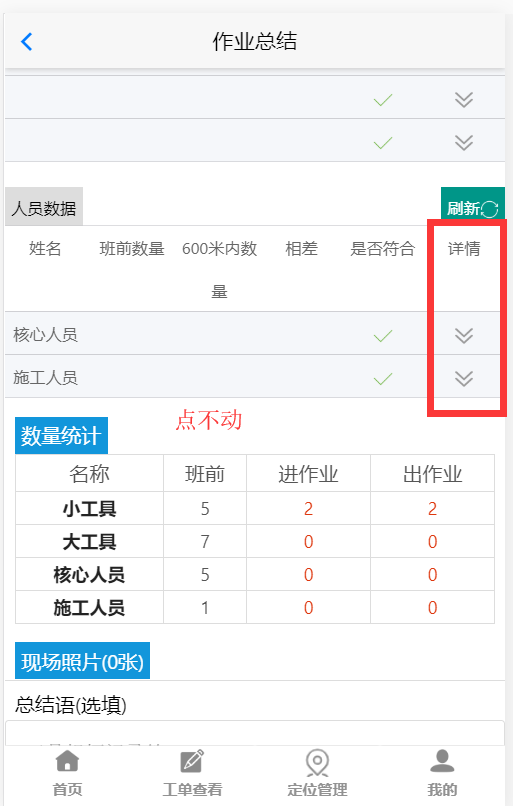 作业总结
人员数据
刷新
姓名 班前数量 600米内数量 相差 是否符合 详情
核心人员
施工人员
点不动
数量统计
名称 班前 进作业 出作业
小工具 5 2 2
大工具 7 0 0
核心人员 5 0 0
施工人员 1 0 0
现场照片(0张)
总结语(选填)
首页 工单查看 定位管理 我的